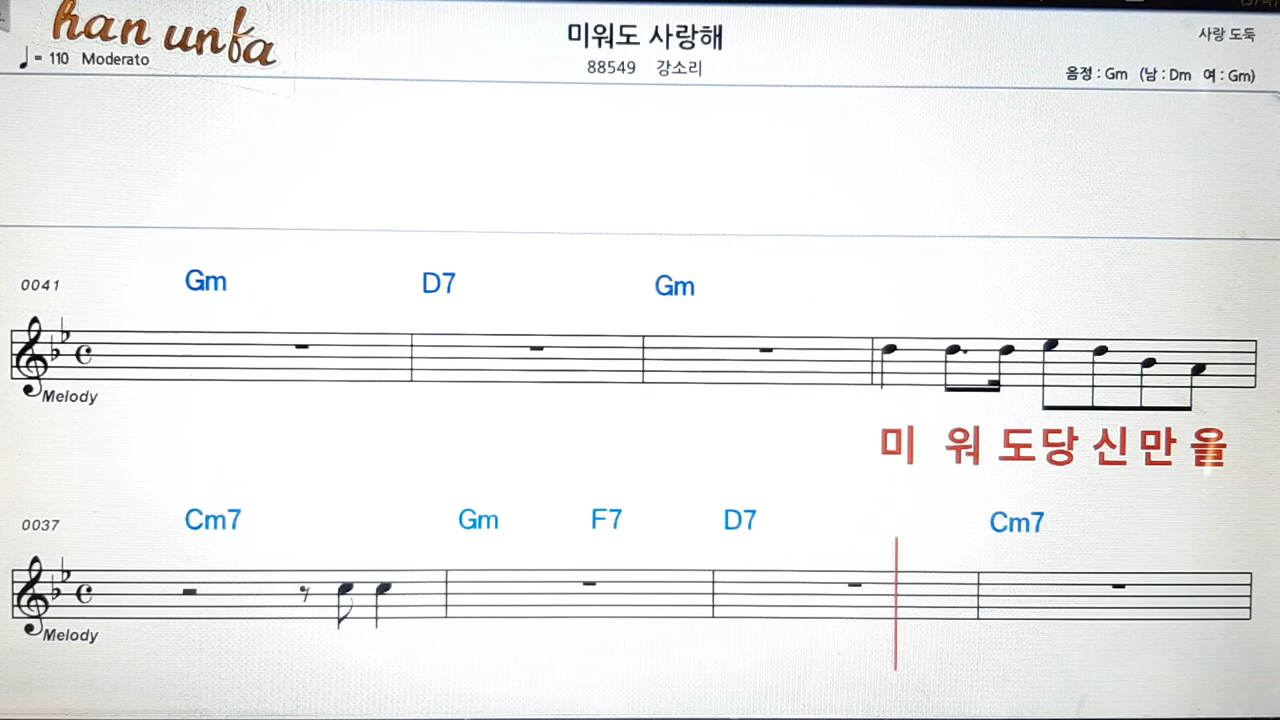 han unfa
미워도 사랑해
사랑 도둑
♩= 110 Moderato
88549 강소리
음정 : Gm (남 : Dm 여 : Gm)
0041 Gm D7 Gm
Melody
미 워 도당 신 만 을
0037 Cm7 Gm F7 D7 Cm7
Melody